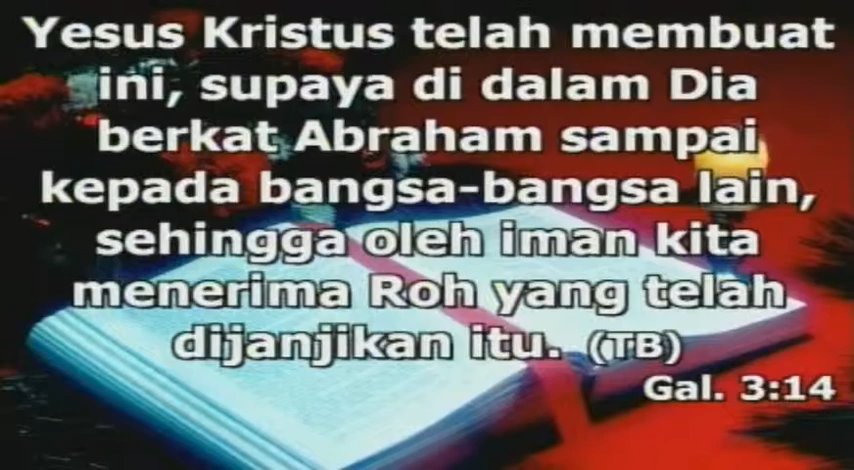 Yesus Kristus telah membuat
ini, supaya di dalam Dia
berkat Abraham sampai
kepada bangsa-bangsa lain,
sehingga oleh iman kita
menerima Roh yang telah
dijanjikan itu. (TB)
Gal. 3:14